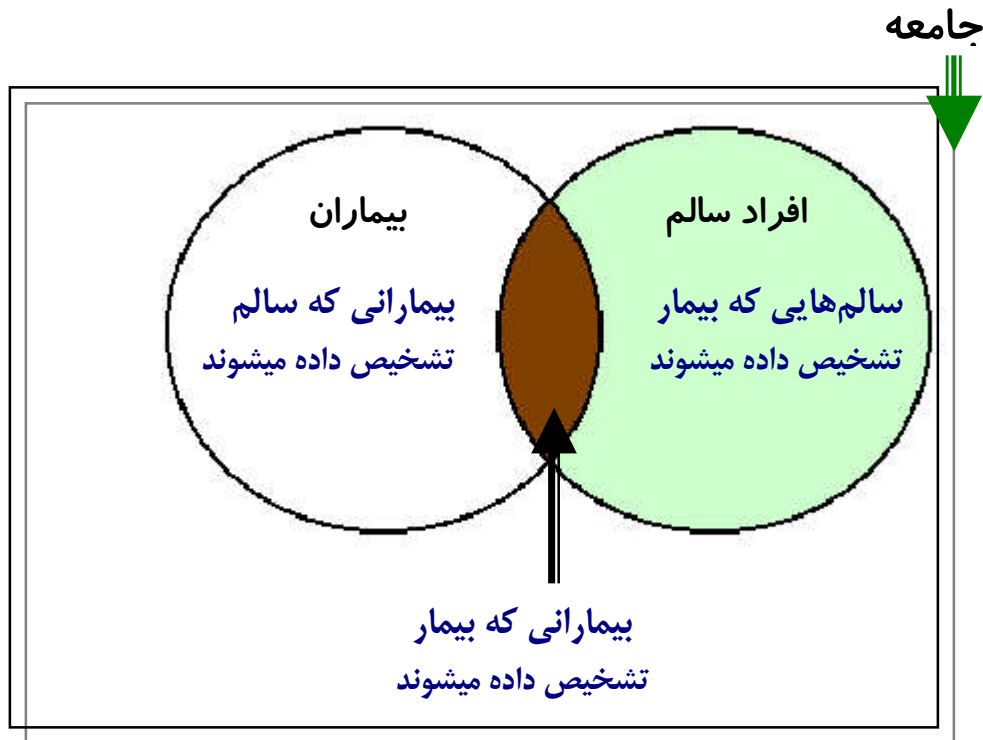 جامعه
افراد سالم
سالم‌هایی که بیمار
تشخیص داده میشوند
بیماران
بیمارانی که سالم
تشخیص داده میشوند
بیمارانی که بیمار
تشخیص داده میشوند